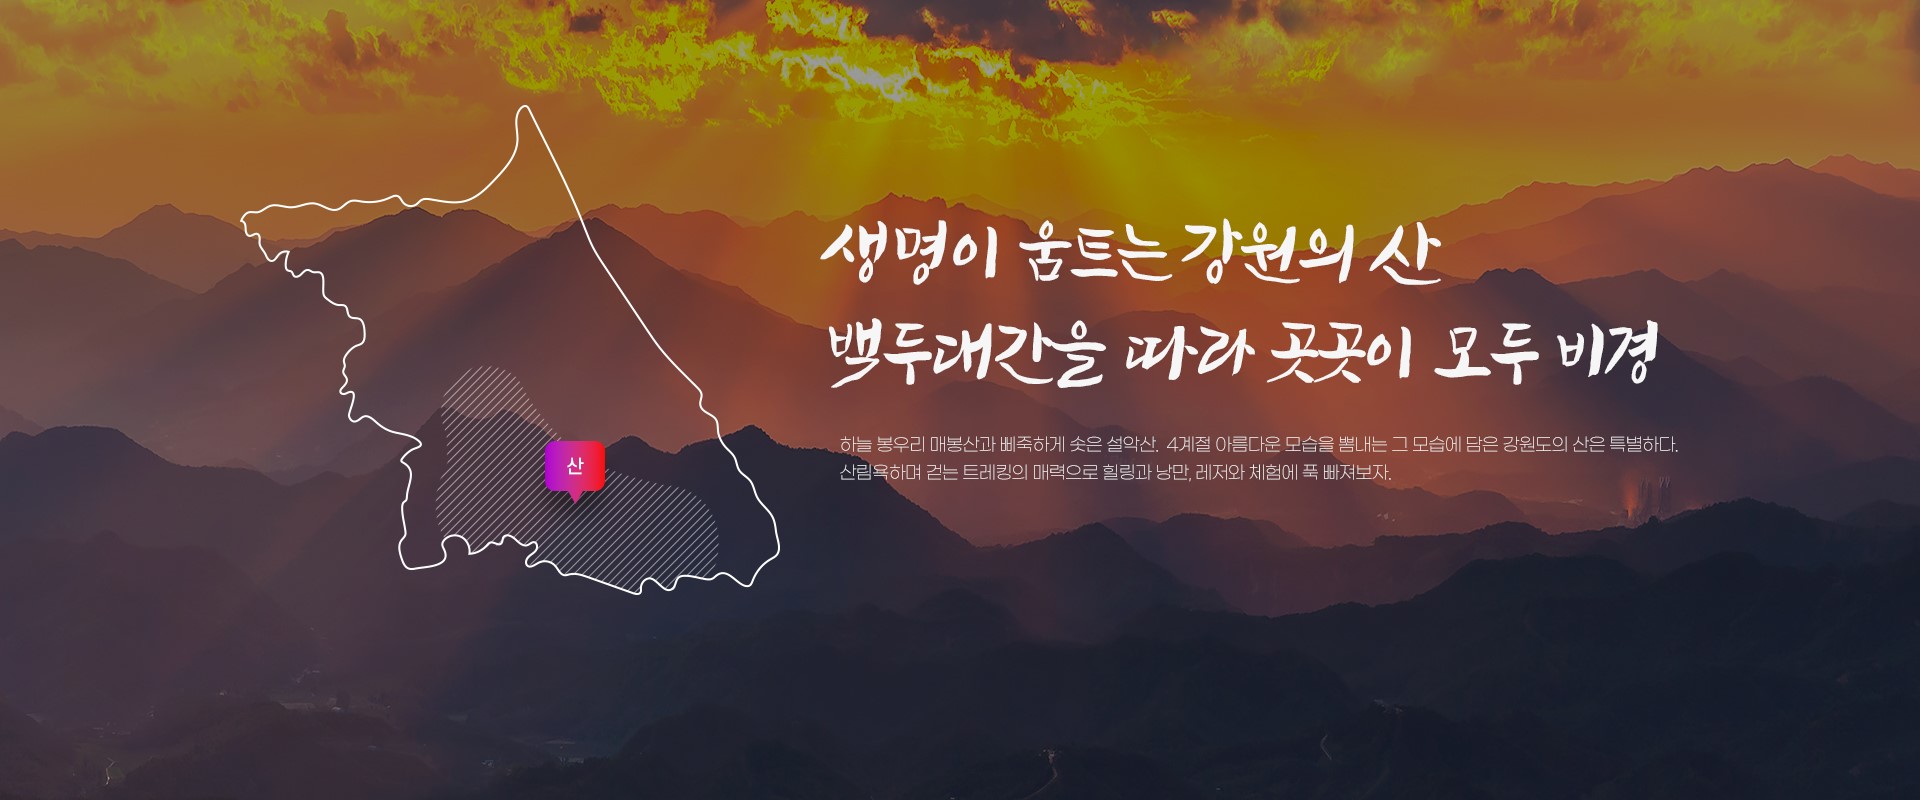 생명이 움트는 강원의 산
백두대간을 따라 곳곳이 모두 비경
하늘 봉우리 매봉산과 삐죽하게 솟은 설악산. 4계절 아름다운 모습을 뽐내는 그 모습에 담은 강원도의 산은 특별하다.
산림욕하며 걷는 트레킹의 매력으로 힐링과 낭만, 레저와 체험에 푹 빠져보자.
산